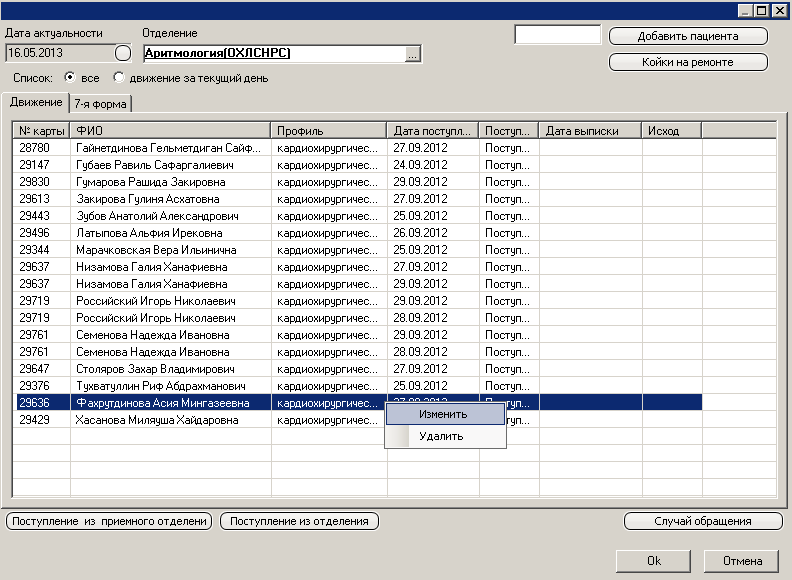 Дата актуальности
Отделение
16.05.2013
Аритмология(ОХЛСНРС)
...
Добавить пациента
Койки на ремонте
Список: все движение за текущий день
Движение 7-я форма
№ карты ФИО Профиль Дата поступл... Поступ... Дата выписки Исход
28780 Гайнетдинова Гельметдиган Сайф... кардиохирургичес... 27.09.2012 Поступ...
29147 Губаев Равиль Сафаргалиевич кардиохирургичес... 24.09.2012 Поступ...
29830 Гумарова Рашида Закировна кардиохирургичес... 29.09.2012 Поступ...
29613 Закирова Гулиня Асхатовна кардиохирургичес... 27.09.2012 Поступ...
29443 Зубов Анатолий Александрович кардиохирургичес... 25.09.2012 Поступ...
29496 Латыпова Альфия Ирековна кардиохирургичес... 26.09.2012 Поступ...
29344 Марачковская Вера Ильинична кардиохирургичес... 25.09.2012 Поступ...
29637 Низамова Галия Ханафиевна кардиохирургичес... 27.09.2012 Поступ...
29637 Низамова Галия Ханафиевна кардиохирургичес... 29.09.2012 Поступ...
29719 Российский Игорь Николаевич кардиохирургичес... 29.09.2012 Поступ...
29719 Российский Игорь Николаевич кардиохирургичес... 28.09.2012 Поступ...
29761 Семенова Надежда Ивановна кардиохирургичес... 29.09.2012 Поступ...
29761 Семенова Надежда Ивановна кардиохирургичес... 28.09.2012 Поступ...
29647 Столяров Захар Владимирович кардиохирургичес... 27.09.2012 Поступ...
29376 Тухватуллин Риф Абдрахманович кардиохирургичес... 25.09.2012 Поступ...
29636 Фахрутдинова Асия Мингазеевна кардиохирургичес...
29429 Хасанова Миляуша Хайдаровна кардиохирургичес...
Изменить
Удалить
Поступление из приемного отделени Поступление из отделения Случай обращения
Ok Отмена